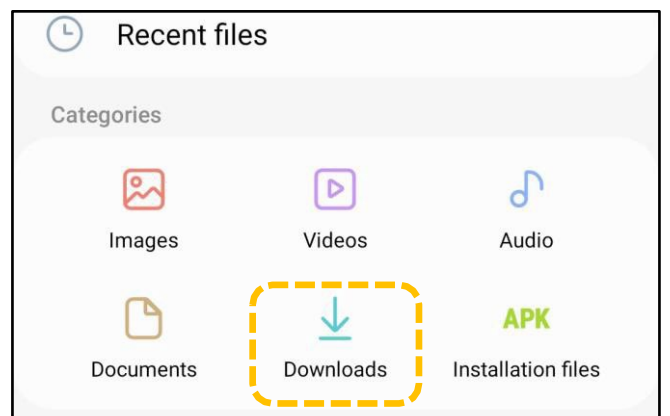 Recent files
Categories
Images Videos Audio
APK
Documents Downloads Installation files